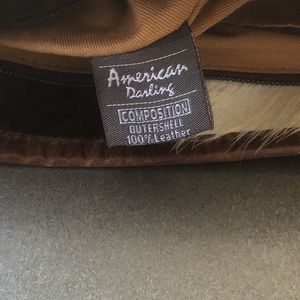 American
Darling
COMPOSITION
OUTERSHELL
100% Leather